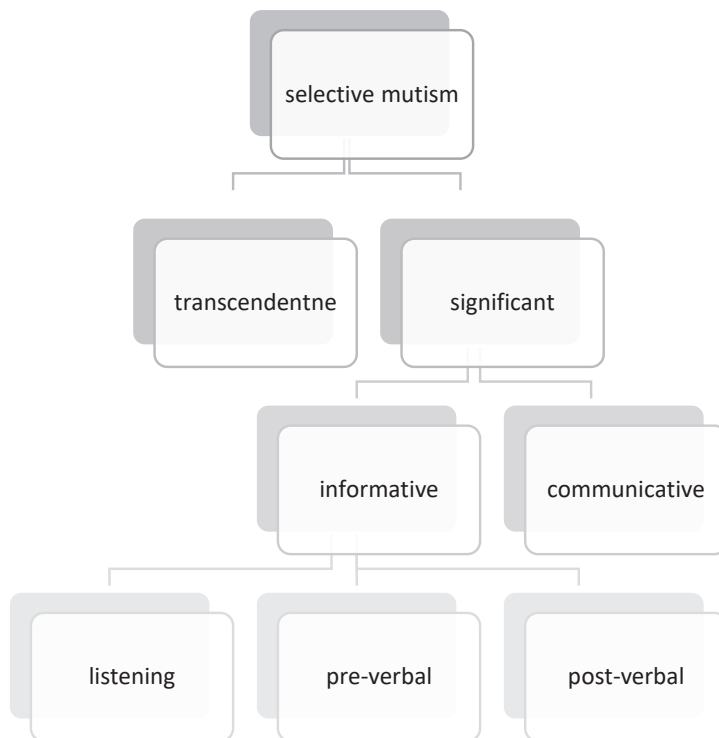 selective mutism
transcendentne
significant
informative
communicative
listening
pre-verbal
post-verbal